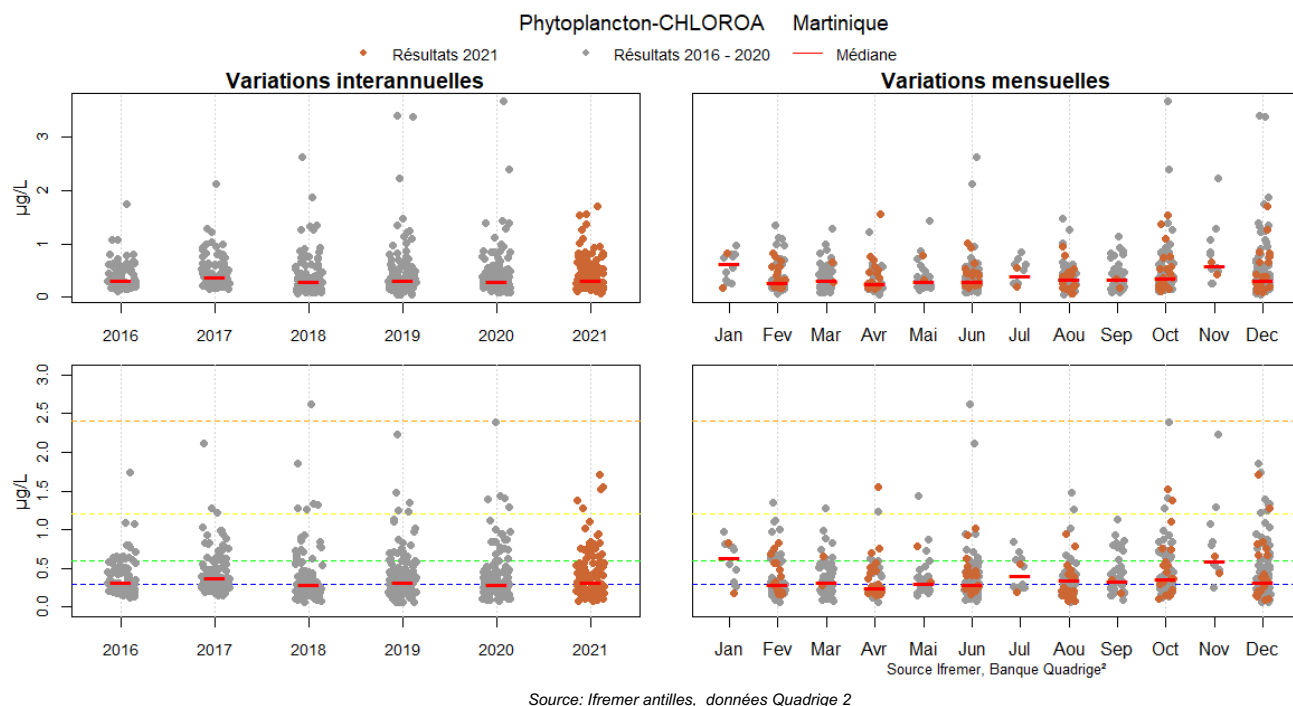 Phytoplancton-CHLOROA Martinique
Résultats 2021 Résultats 2016 - 2020 Médiane
Variations interannuelles
µg/L
3
2
1
0
2016 2017 2018 2019 2020 2021
Variations mensuelles
Jan Fev Mar Avr Mai Jun Jul Aou Sep Oct Nov Dec
µg/L
3.0
2.5
2.0
1.5
1.0
0.5
0.0
2016 2017 2018 2019 2020 2021
Jan Fev Mar Avr Mai Jun Jul Aou Sep Oct Nov Dec
Source Ifremer, Banque Quadrige²
Source: Ifremer antilles, données Quadrige 2